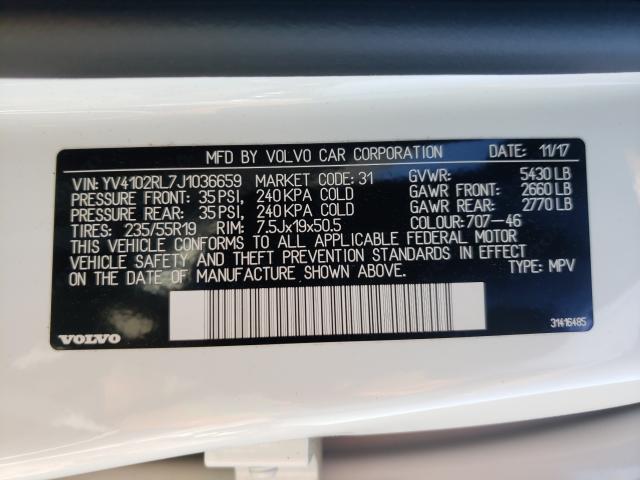 MFD BY VOLVO CAR CORPORATION DATE: 11/17
VIN: YV4102RL7J1036659 MARKET CODE: 31 GVWR: 5430 LB
PRESSURE FRONT: 35 PSI, 240 KPA COLD GAWR FRONT: 2660 LB
PRESSURE REAR: 35 PSI, 240 KPA COLD GAWR REAR: 2770 LB
TIRES: 235/55R19 RIM: 7.5Jx19x50.5 COLOUR: 707-46
THIS VEHICLE CONFORMS TO ALL APPLICABLE FEDERAL MOTOR
VEHICLE SAFETY AND THEFT PREVENTION STANDARDS IN EFFECT
ON THE DATE OF MANUFACTURE SHOWN ABOVE. TYPE: MPV
VOLVO 31416485